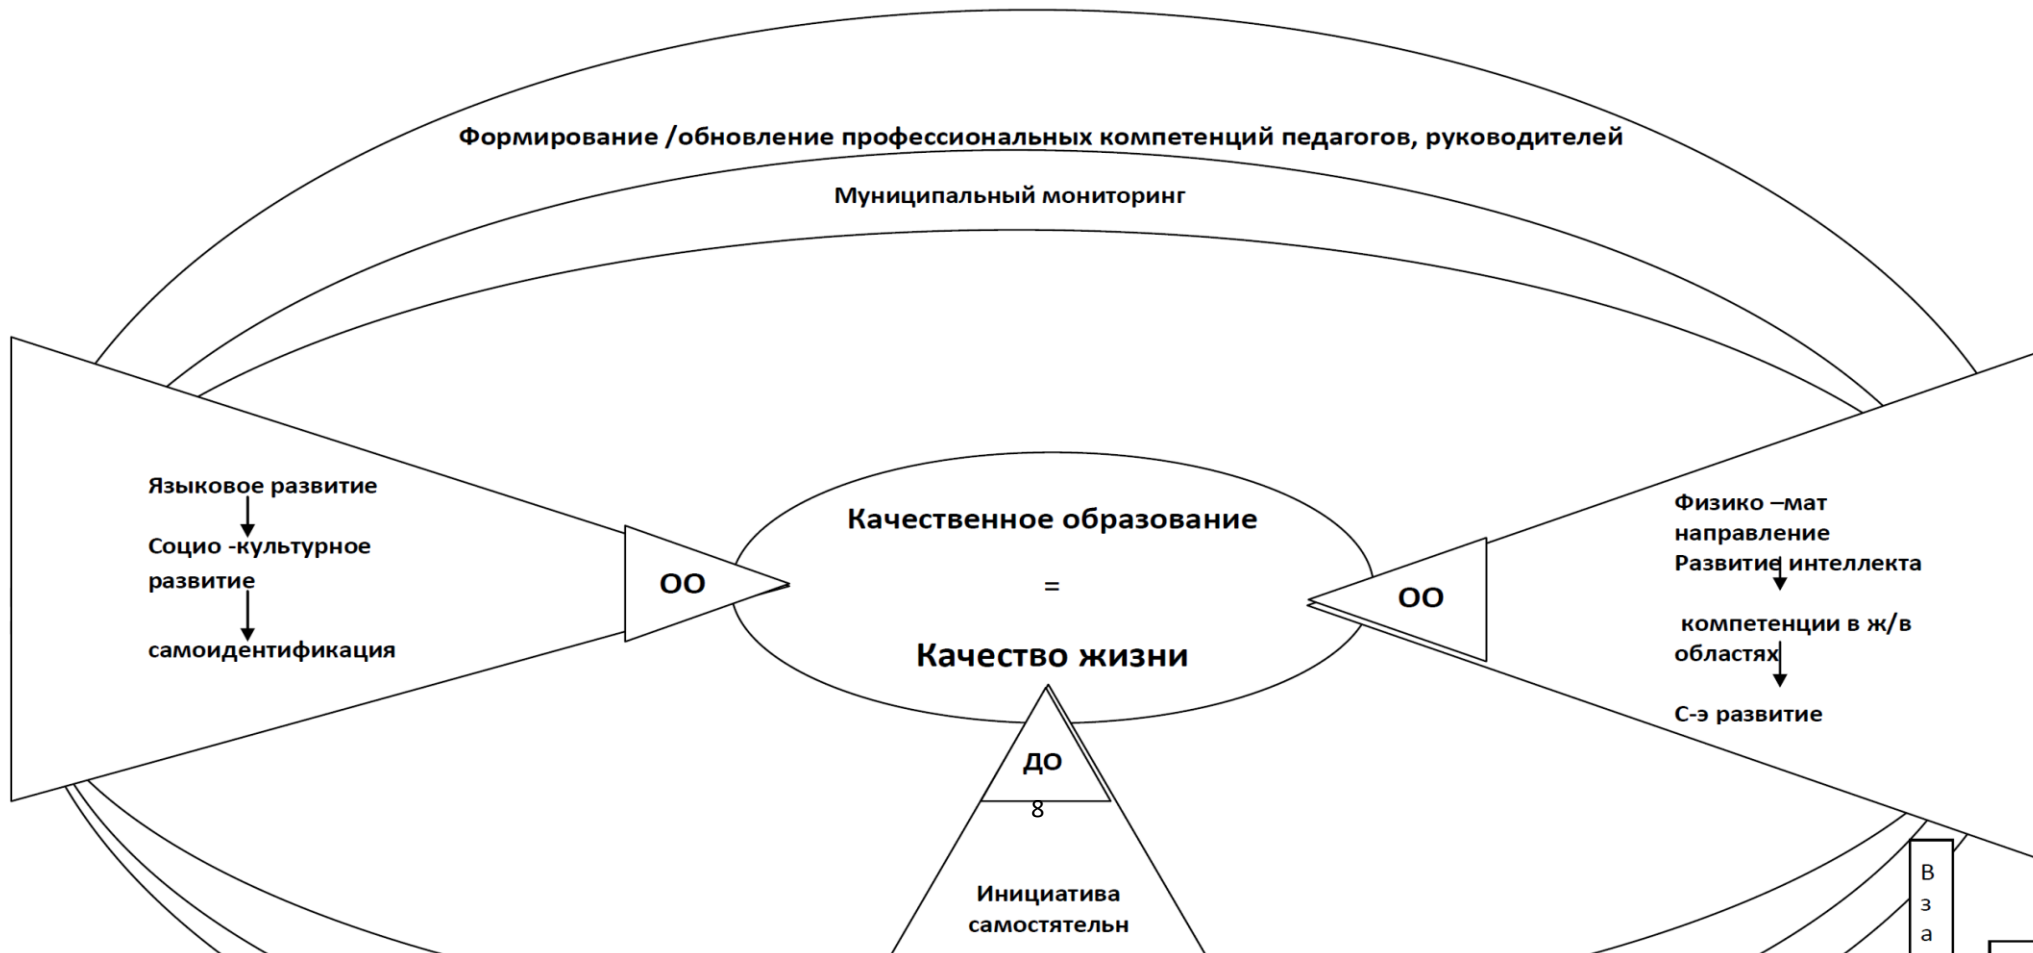 Формирование /обновление профессиональных компетенций педагогов, руководителей
Муниципальный мониторинг
Языковое развитие
Социо -культурное
развитие
самоидентификация
ОО
Качественное образование
=
Качество жизни
ОО
Физико –мат
направление
Развитие интеллекта
компетенции в ж/в
областях
С-э развитие
ДО
8
Инициатива
самостятельн
В
з
а